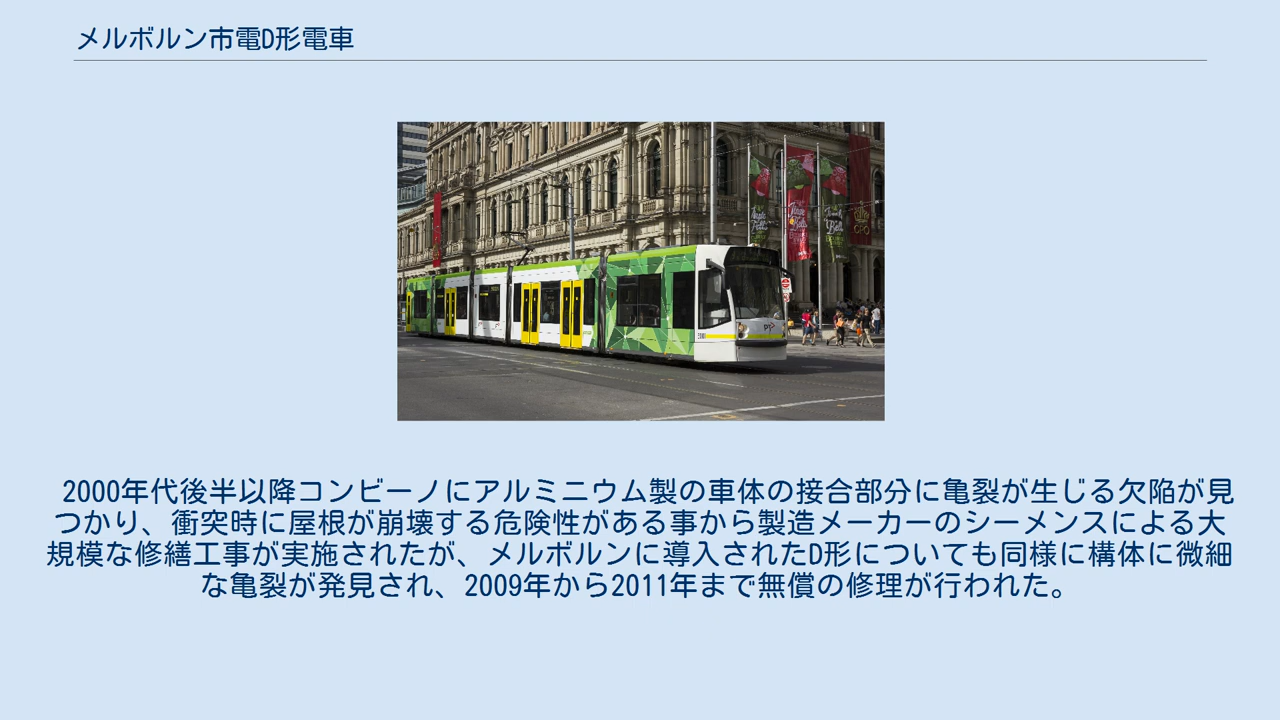 メルボルン市電D形電車
GPO
2000年代後半以降コンビーノにアルミニウム製の車体の接合部分に亀裂が生じる欠陥が見
つかり、衝突時に屋根が崩壊する危険性がある事から製造メーカーのシーメンスによる大
規模な修繕工事が実施されたが、メルボルンに導入されたD形についても同様に構体に微細
な亀裂が発見され、2009年から2011年まで無償の修理が行われた。